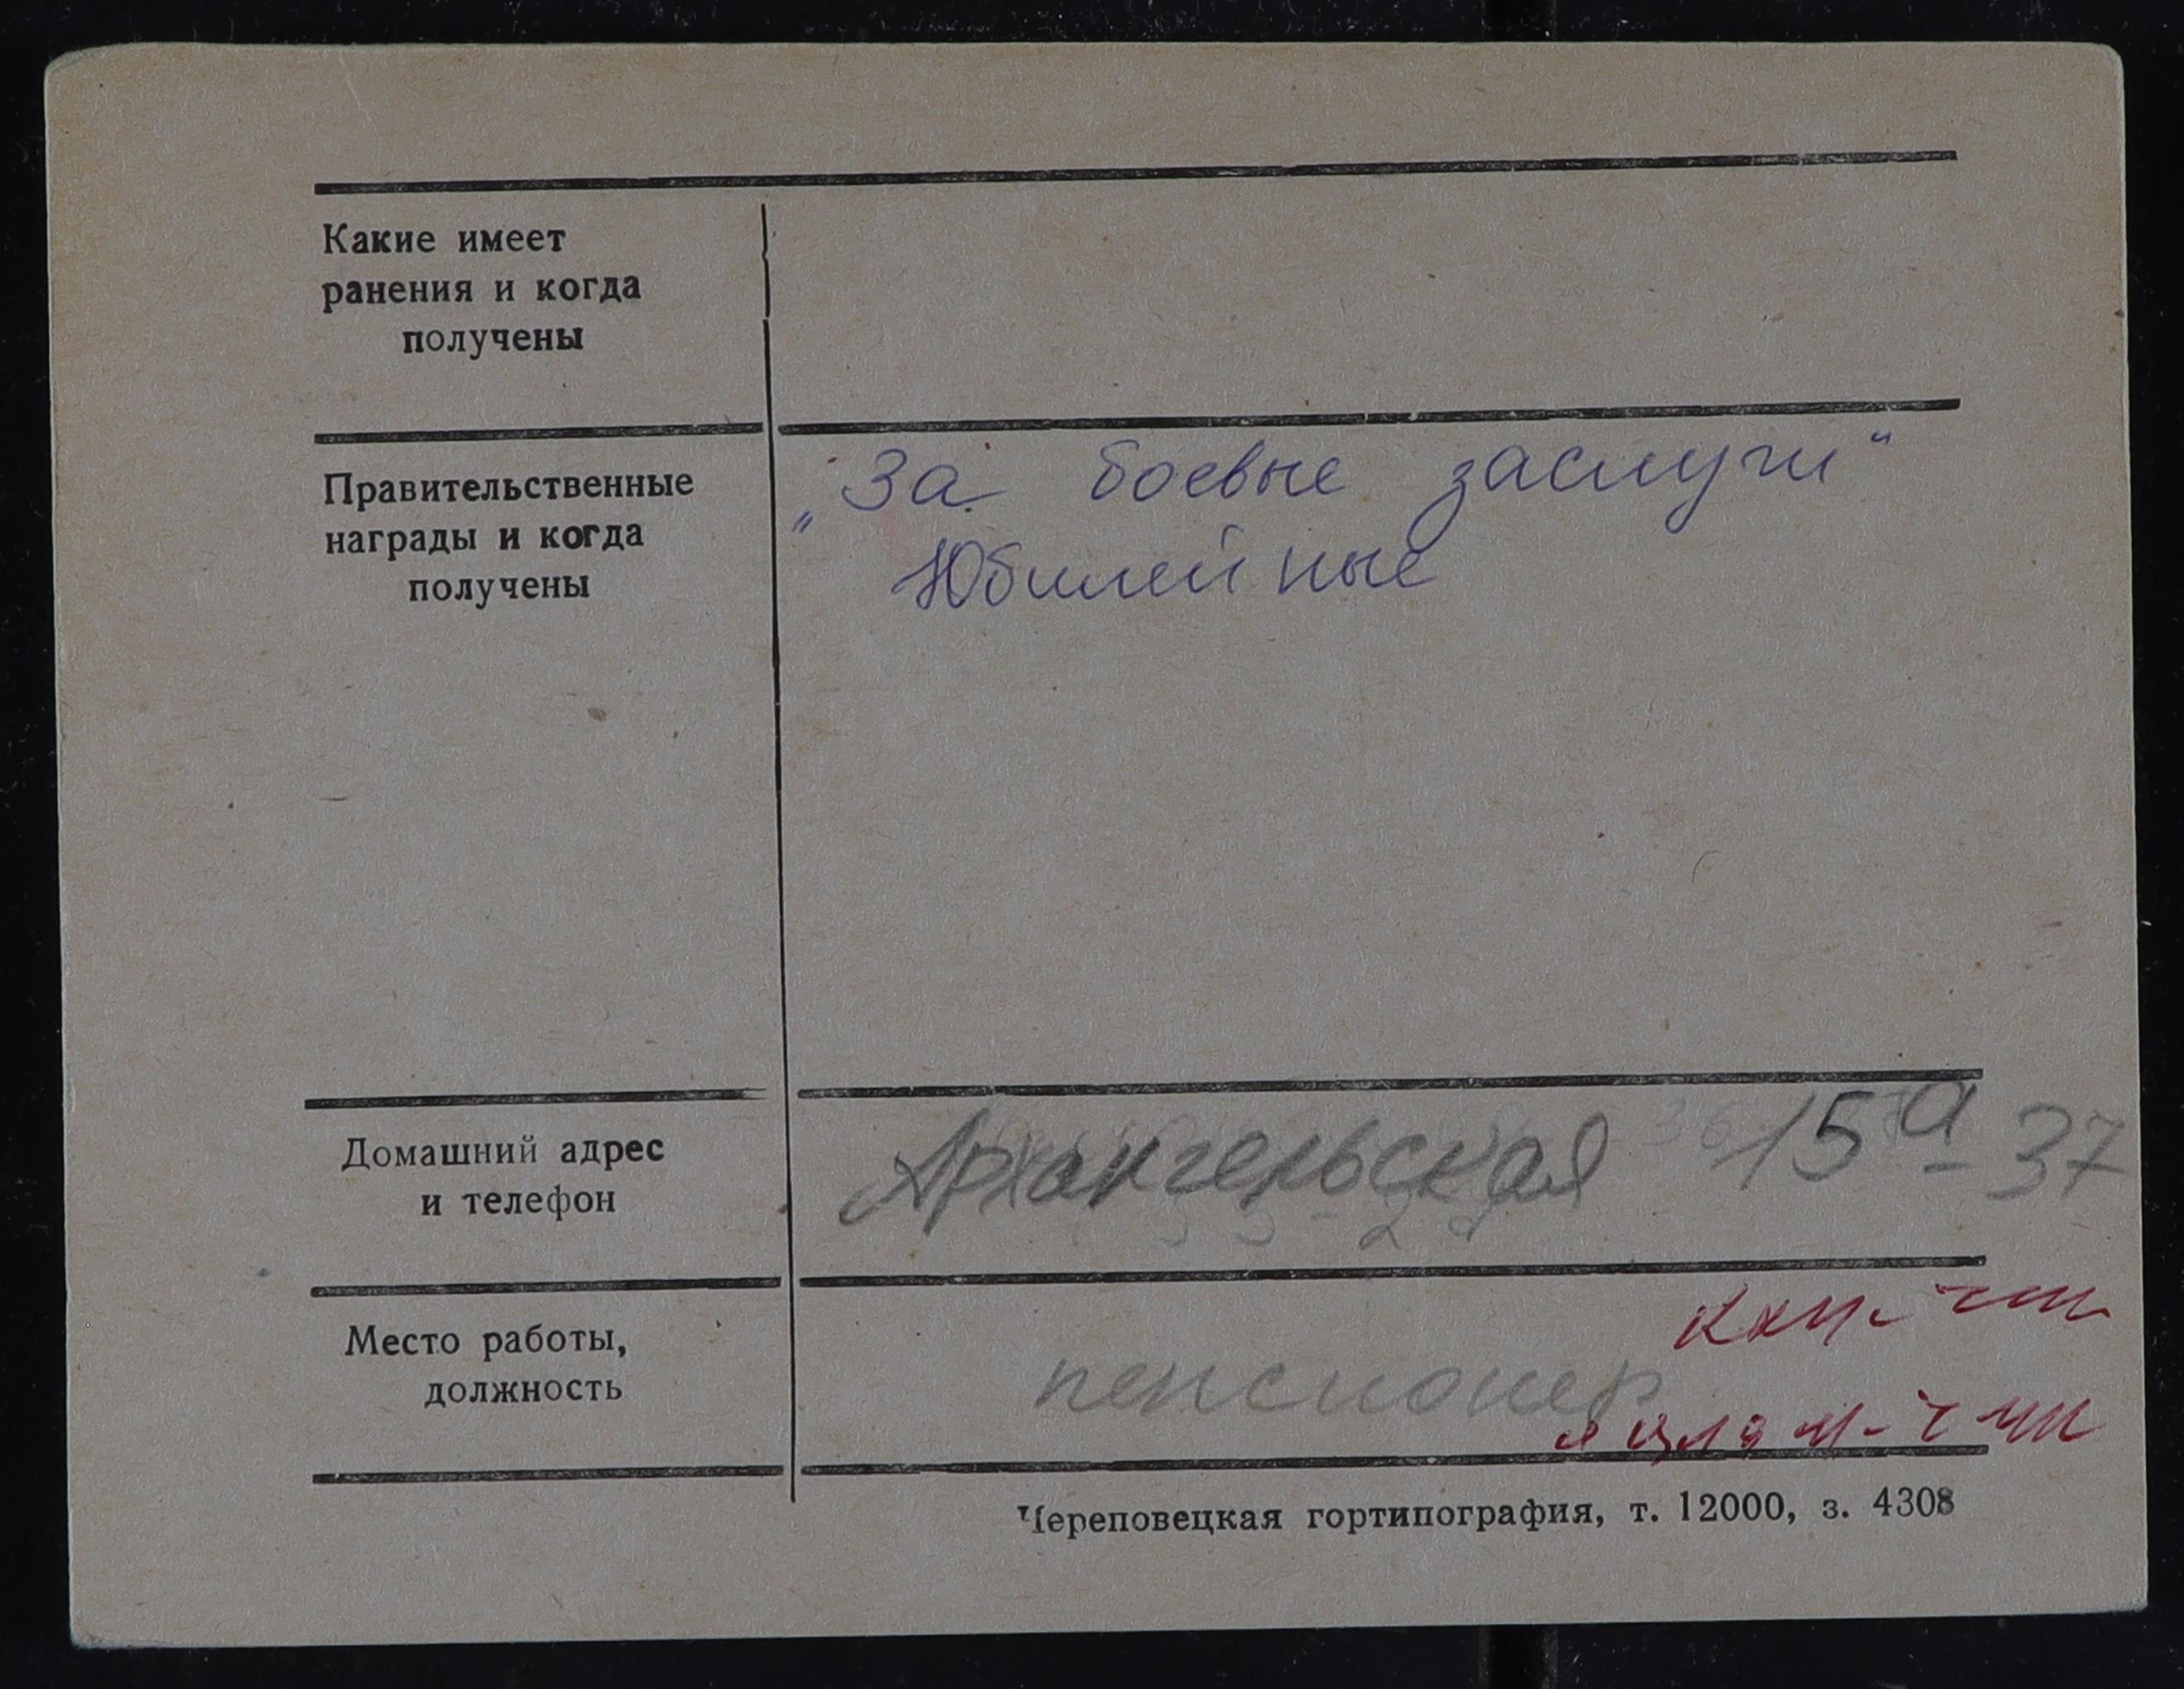 Какие имеет
ранения и когда
получены
Правительственные
награды и когда
получены
„За боевые заслуги“
Юбилейные
Домашний адрес
и телефон
Архангельская 15а - 37
Место работы,
должность
пенсионер
Череповецкая гортипография, т. 12000, з. 4308